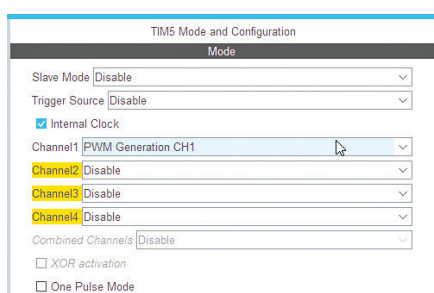 TIM5 Mode and Configuration
Mode
Slave Mode Disable
Trigger Source Disable
Internal Clock
Channel1 PWM Generation CH1
Channel2 Disable
Channel3 Disable
Channel4 Disable
Combined Channels Disable
XOR activation
One Pulse Mode